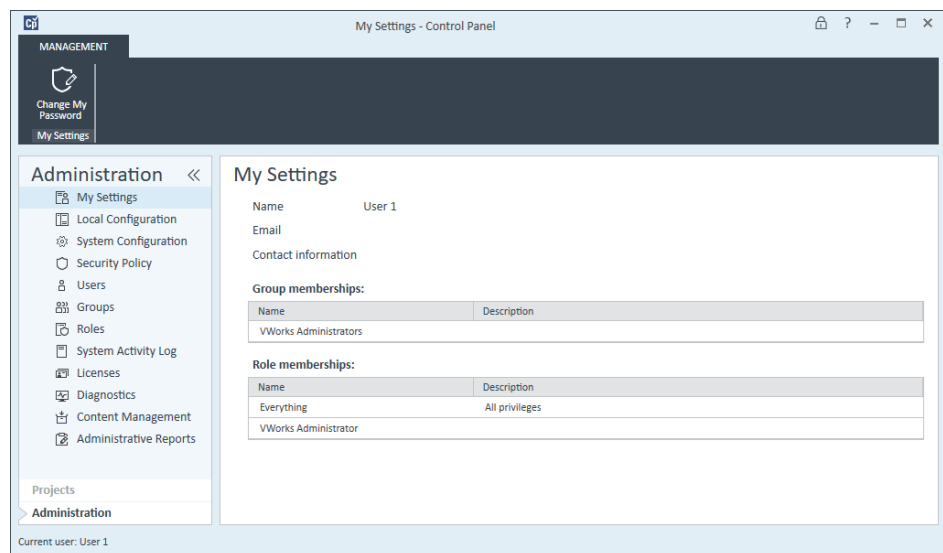 Cp
My Settings - Control Panel
?
MANAGEMENT
Change My
Password
My Settings
Administration
My Settings
Local Configuration
System Configuration
Security Policy
Users
Groups
Roles
System Activity Log
Licenses
Diagnostics
Content Management
Administrative Reports
Projects
Administration
My Settings
Name User 1
Email
Contact information
Group memberships:
Name Description
VWorks Administrators
Role memberships:
Name Description
Everything All privileges
VWorks Administrator
Current user: User 1